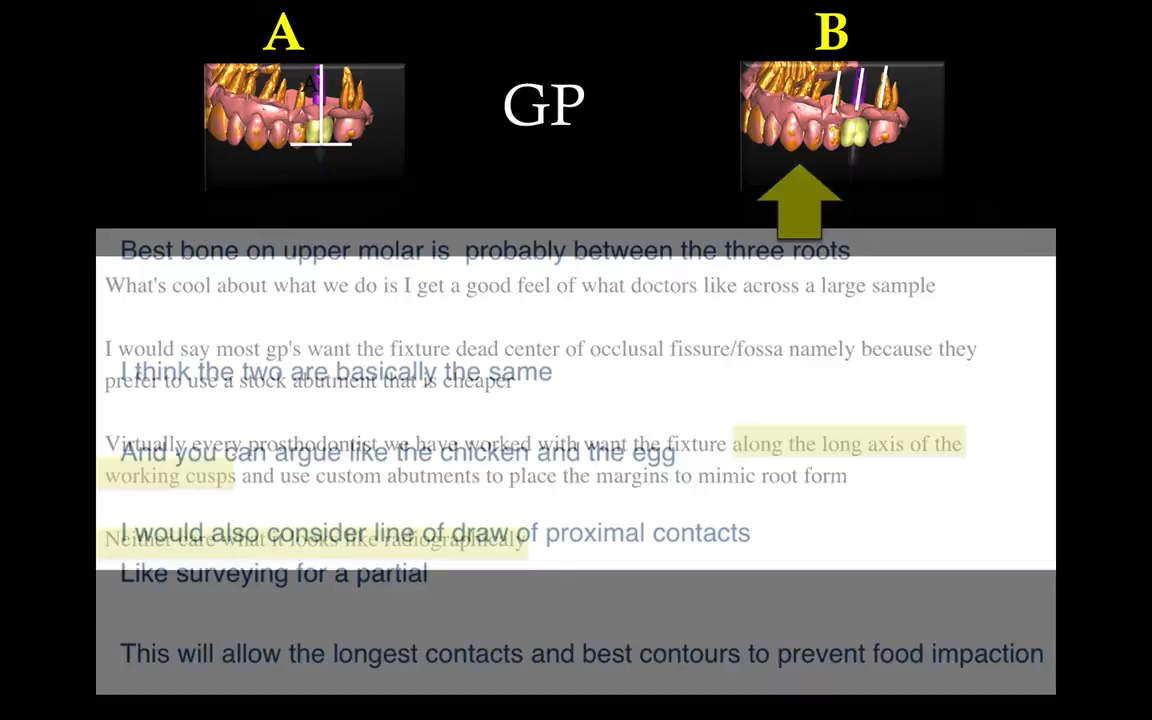 A
B
A
GP
Best bone on upper molar is probably between the three roots
What's cool about what we do is I get a good feel of what doctors like across a large sample
I would say most gp's want the fixture dead center of occlusal fissure/fossa namely because they
I think the two are basically the same
prefer to use a stock abutment that is cheaper
Virtually every prosthodontist we have worked with want the fixture along the long axis of the
And you can argue like the chicken and the egg
working cusps and use custom abutments to place the margins to mimic root form
I would also consider line of draw of proximal contacts
Neither care what it looks like radiographically
Like surveying for a partial
This will allow the longest contacts and best contours to prevent food impaction